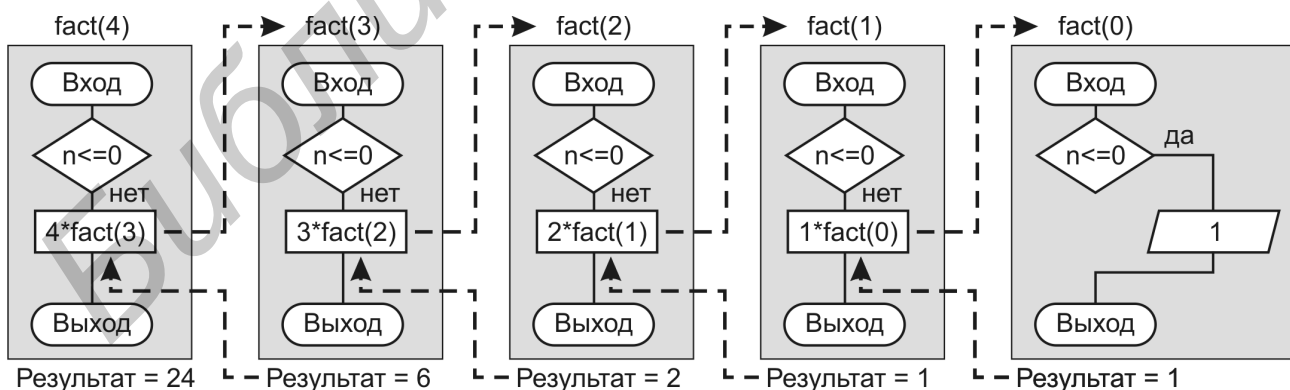 fact(4)
Вход
n<=0
нет
4*fact(3)
Выход
Результат = 24
fact(3)
Вход
n<=0
нет
3*fact(2)
Выход
Результат = 6
fact(2)
Вход
n<=0
нет
2*fact(1)
Выход
Результат = 2
fact(1)
Вход
n<=0
нет
1*fact(0)
Выход
Результат = 1
fact(0)
Вход
n<=0
да
1
Выход
Результат = 1